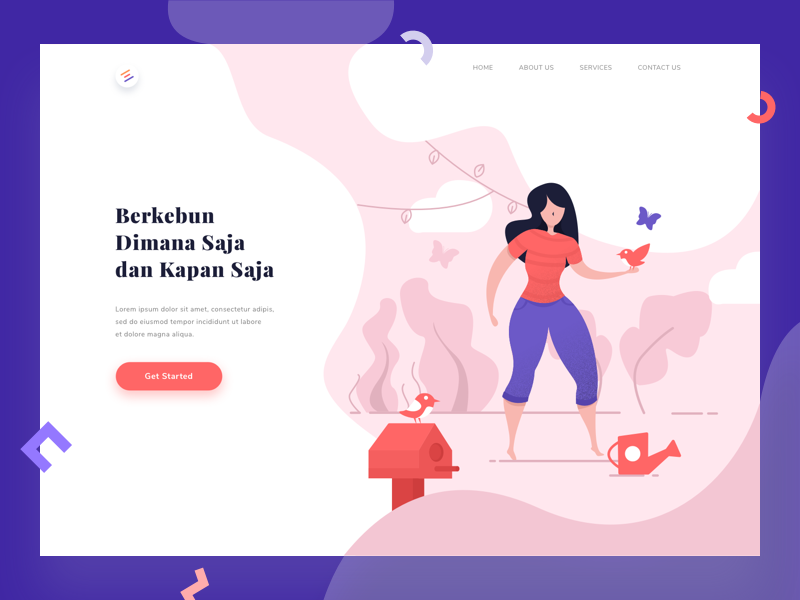 HOME ABOUT US SERVICES CONTACT US
Berkebun
Dimana Saja
dan Kapan Saja
Lorem ipsum dolor sit amet, consectetur adipis,
sed do eiusmod tempor incididunt ut labore
et dolore magna aliqua.
Get Started